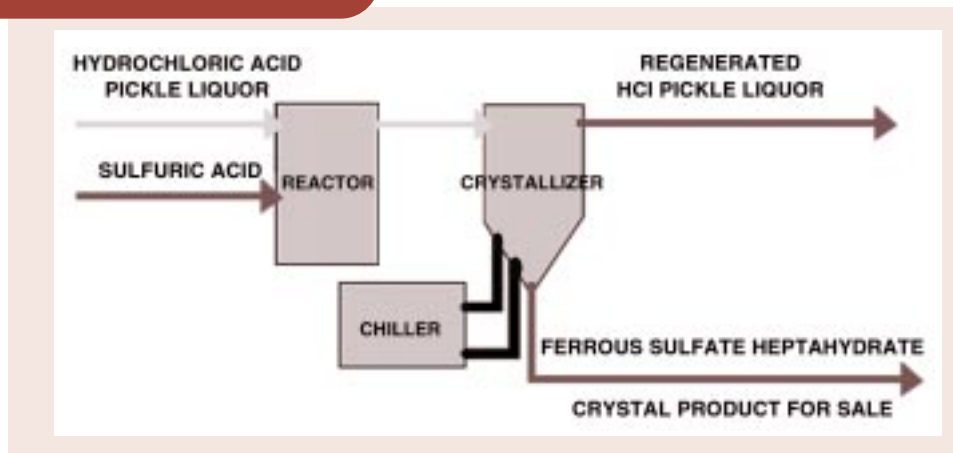 HYDROCHLORIC ACID
PICKLE LIQUOR
REGENERATED
HCl PICKLE LIQUOR
SULFURIC ACID
REACTOR
CRYSTALLIZER
CHILLER
FERROUS SULFATE HEPTAHYDRATE
CRYSTAL PRODUCT FOR SALE